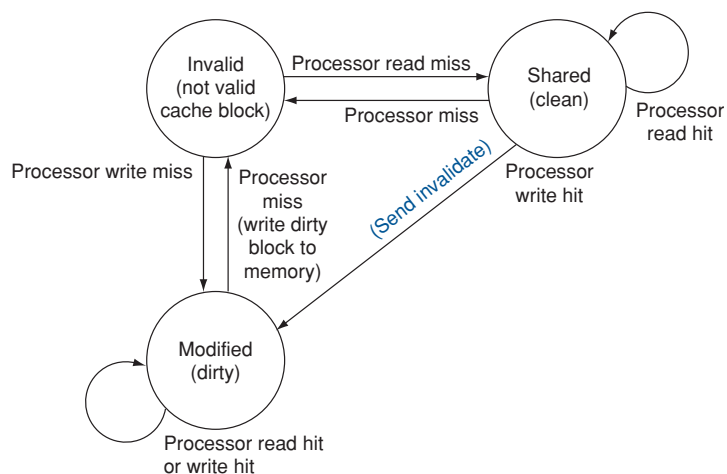 Invalid
(not valid
cache block)
Processor read miss
Processor miss
Shared
(clean)
Processor
read hit
Processor write miss
Processor
miss
(write dirty
block to
memory)
(Send invalidate)
Processor
write hit
Modified
(dirty)
Processor read hit
or write hit